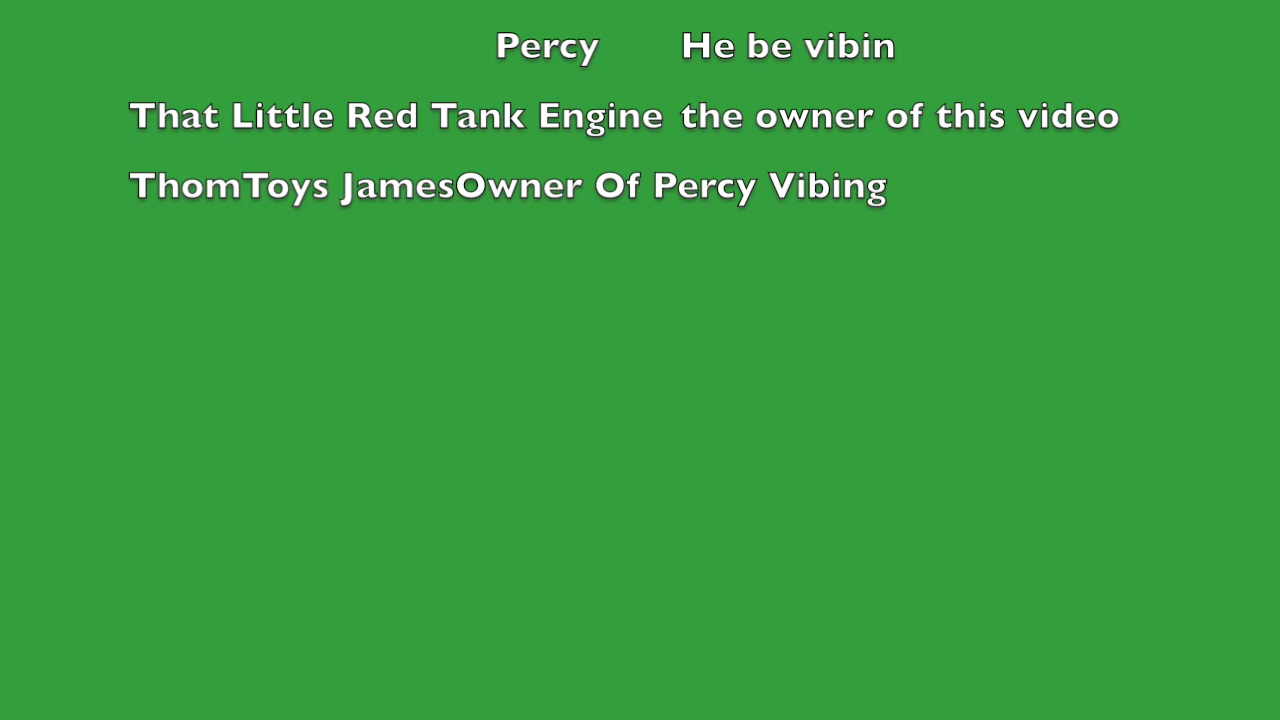 Percy He be vibin
That Little Red Tank Engine the owner of this video
ThomToys JamesOwner Of Percy Vibing